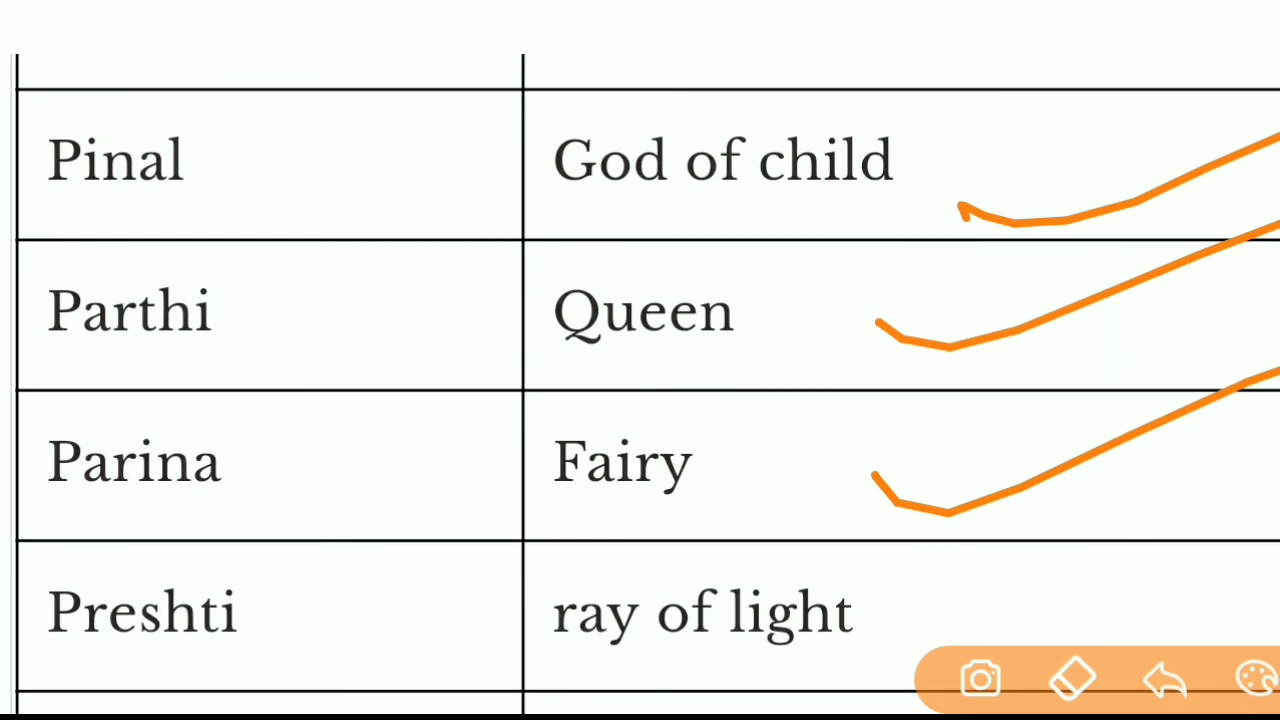 Pinal God of child
Parthi Queen
Parina Fairy
Preshti ray of light